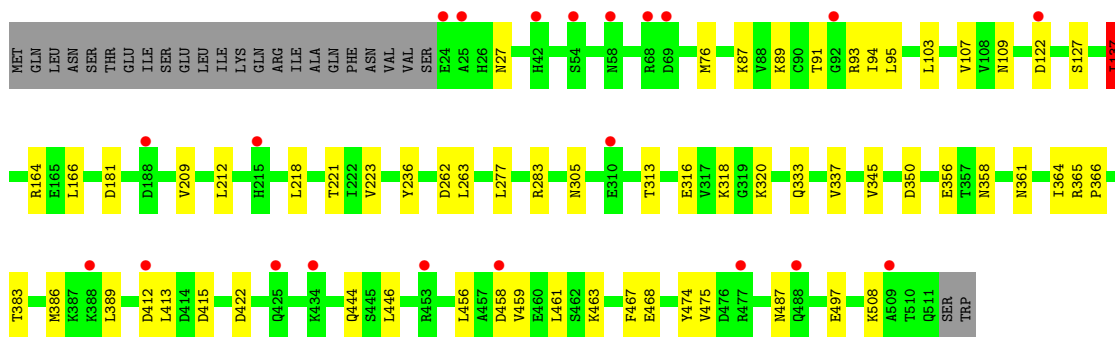 MET GLN LEU ASN SER THR GLU ILE SER GLU LEU ILE LYS GLN ARG ILE ALA GLN PHE ASN VAL VAL SER E24 A25 H26 N27 H42 S54 N58 R68 D69 M76 K87 V88 K89 C90 T91 G92 R93 I94 L95 L103 V107 V108 N109 D122 S127
R164 E165 L166 D181 D188 V209 L212 H215 L218 T221 I222 V223 Y236 D262 L263 L277 R283 N305 E310 T313 E316 V317 K318 G319 K320 Q333 V337 V345 D350 E356 T357 N358 N361 I364 R365 P366
T383 M386 K387 K388 L389 D412 L413 D414 D415 D422 Q425 K434 Q444 S445 L446 R453 L456 A457 D458 V459 E460 L461 S462 K463 F467 E468 Y474 V475 D476 R477 N487 Q488 E497 K508 A509 T510 Q511 SER TRP